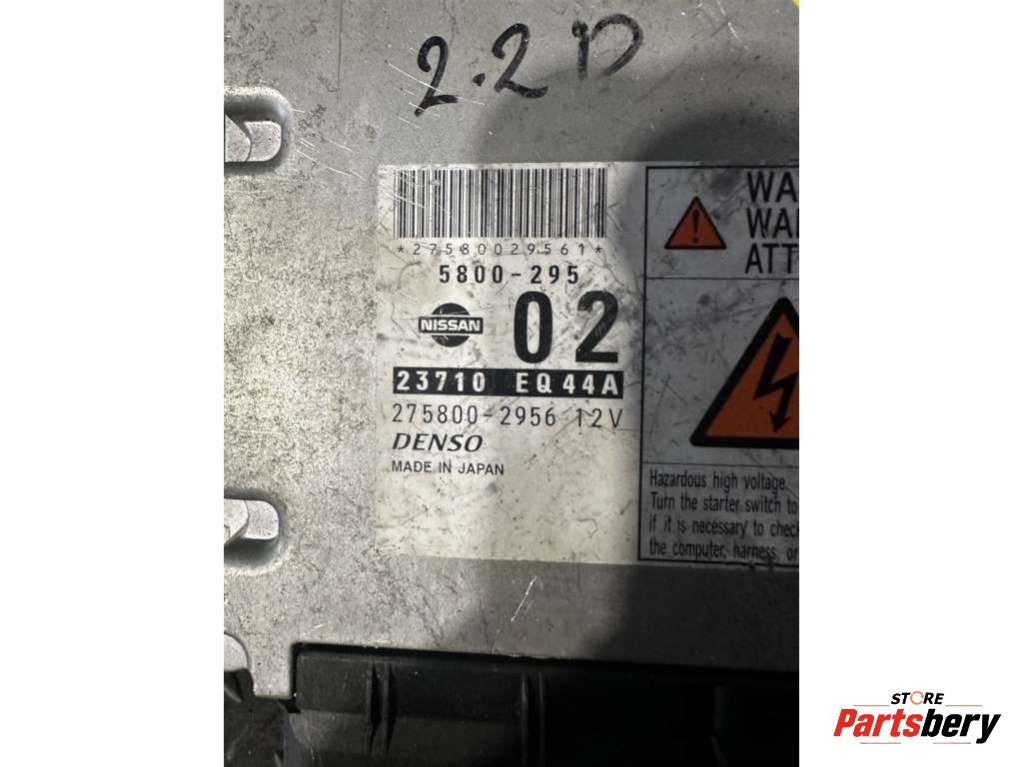 2.2 D
*27580029561*
5800-295
NISSAN 02
23710 EQ44A
275800-2956 12V
DENSO
MADE IN JAPAN
WA
WA
ATT
Hazardous high voltage.
Turn the starter switch to
if it is necessary to check
the computer, harness, or
STORE
Partsbery